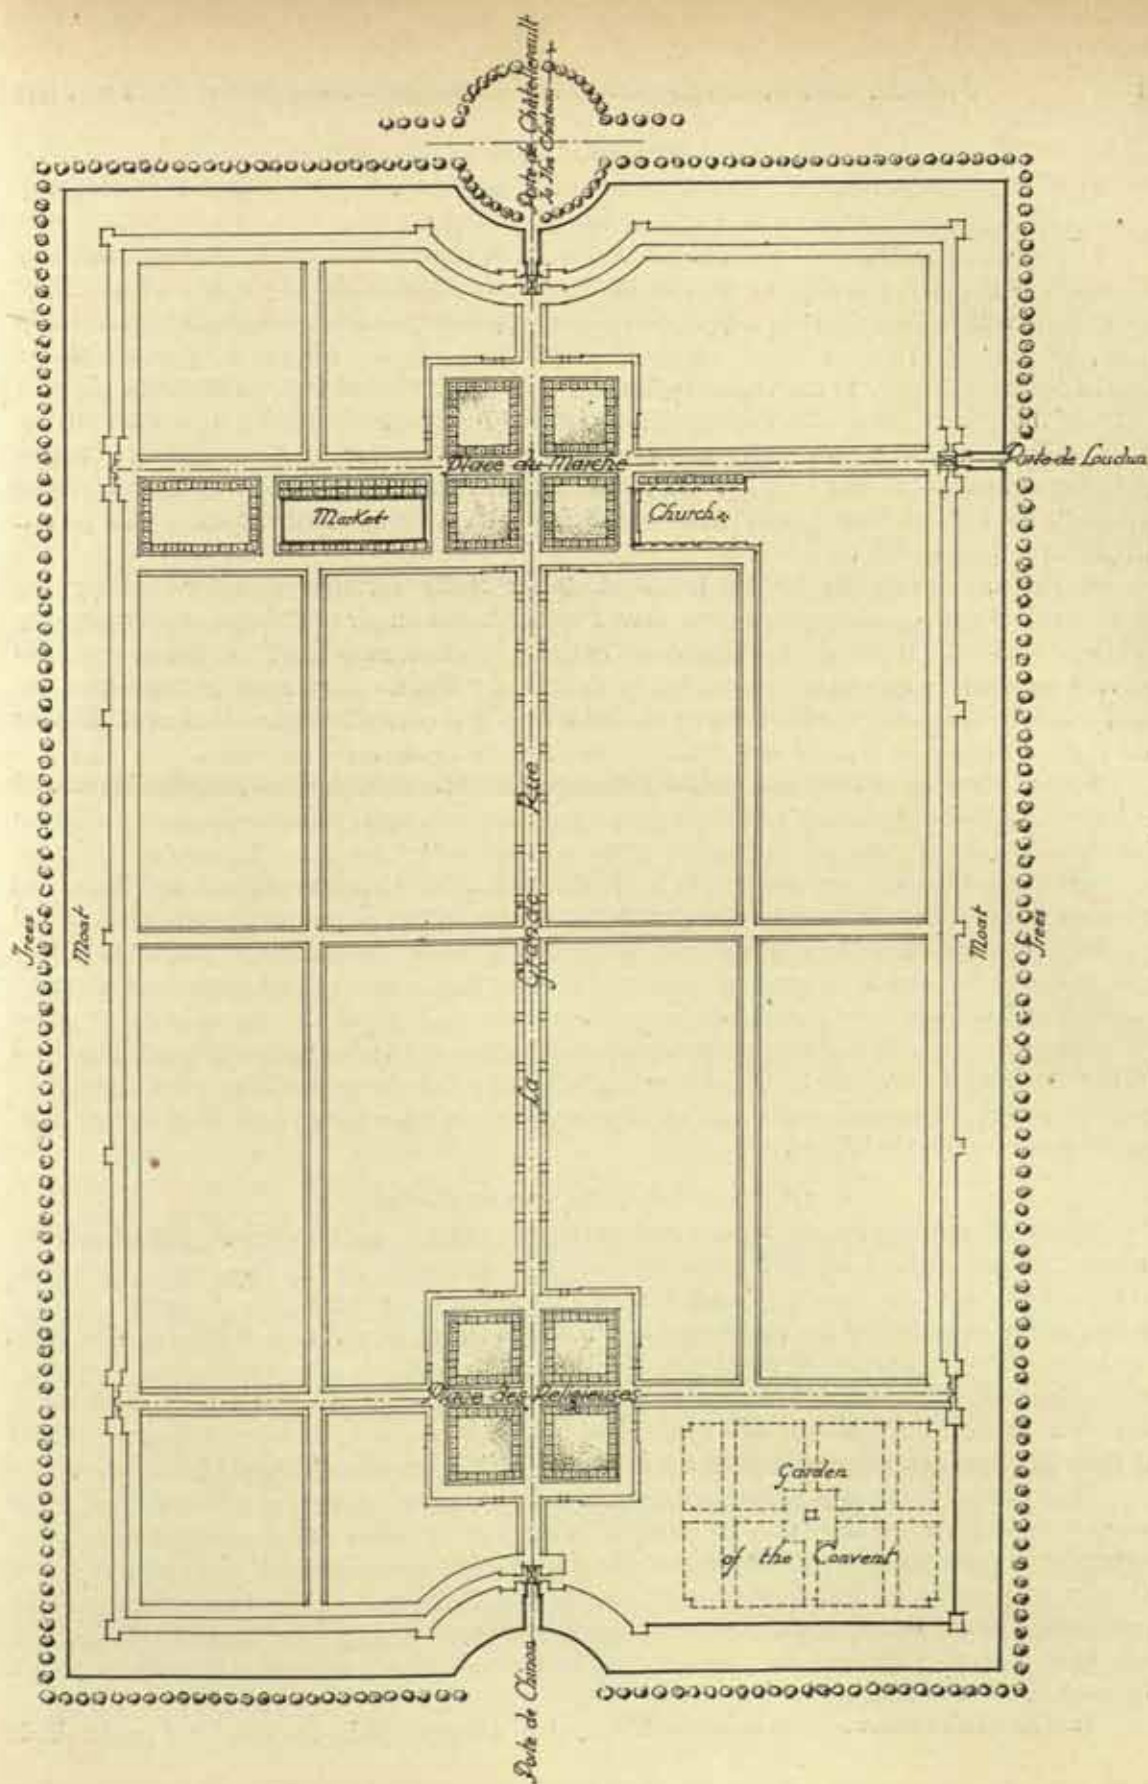 Porte de Châtellerault
to the Chateau
Place du Marché
Porte de Loudun
Market
Church
La Grande Rue
Trees
Moat
Moat
Trees
Place des Religieuses
Garden
of the Convent
Porte de Chinon